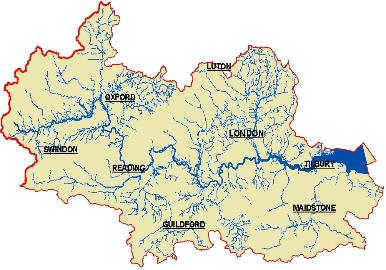 LUTON
OXFORD
LONDON
SWINDON
TILBURY
READING
MAIDSTONE
GUILDFORD